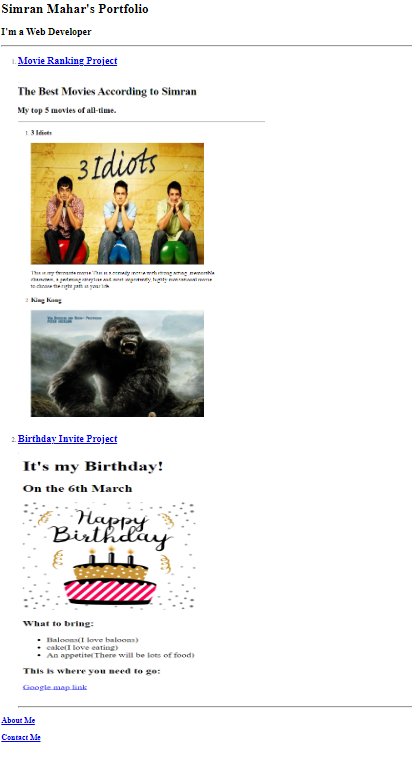 Simran Mahar's Portfolio
I'm a Web Developer
1. Movie Ranking Project
The Best Movies According to Simran
My top 5 movies of all-time.
1. 3 Idiots
3 Idiots
This is my favourite movie. This is a comedy movie with strong acting, memorable
characters, a gripping storyline and most importantly, highly motivational movie
to choose the right path in your life.
2. King Kong
2. Birthday Invite Project
It's my Birthday!
On the 6th March
Happy
Birthday
What to bring:
• Baloons(I love baloons)
• cake(I love eating)
• An appetite(There will be lots of food)
This is where you need to go:
Google map link
About Me
Contact Me